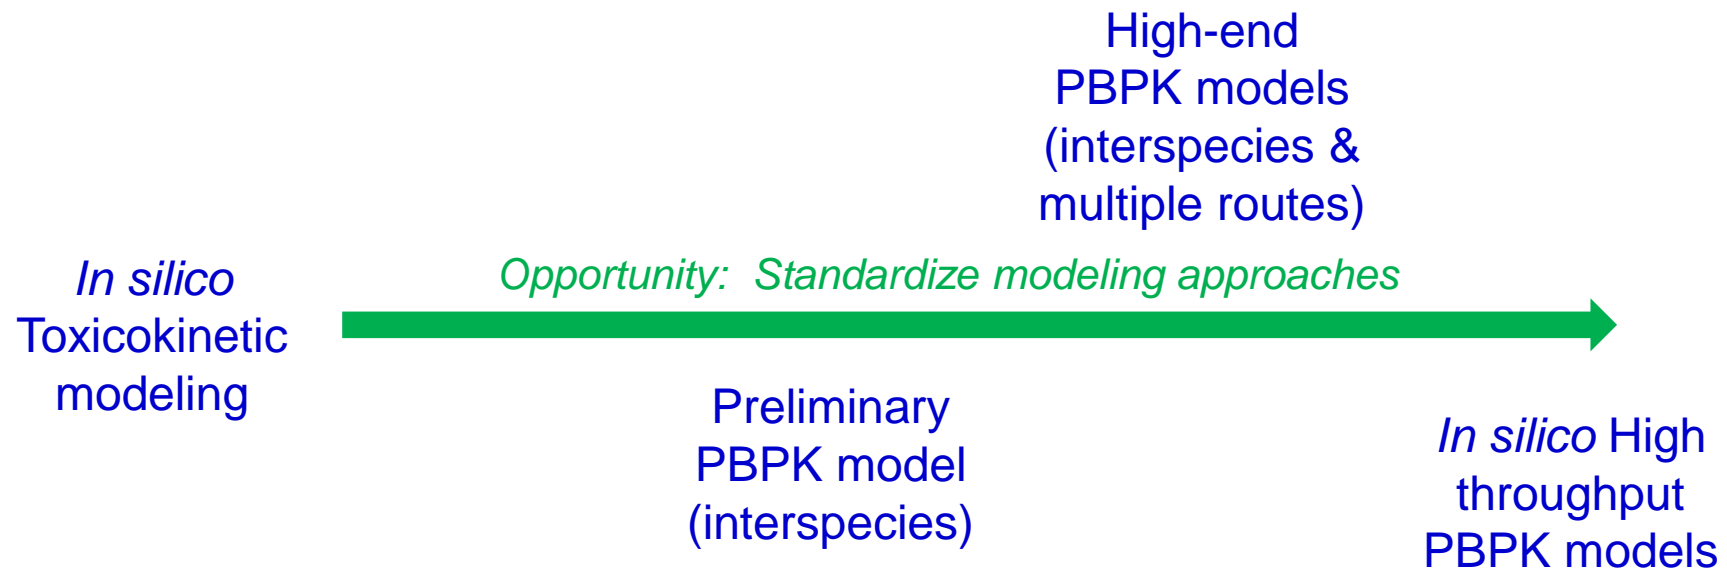 High-end
PBPK models
(interspecies &
multiple routes)
In silico
Toxicokinetic
modeling
Opportunity: Standardize modeling approaches
Preliminary
PBPK model
(interspecies)
In silico High
throughput
PBPK models